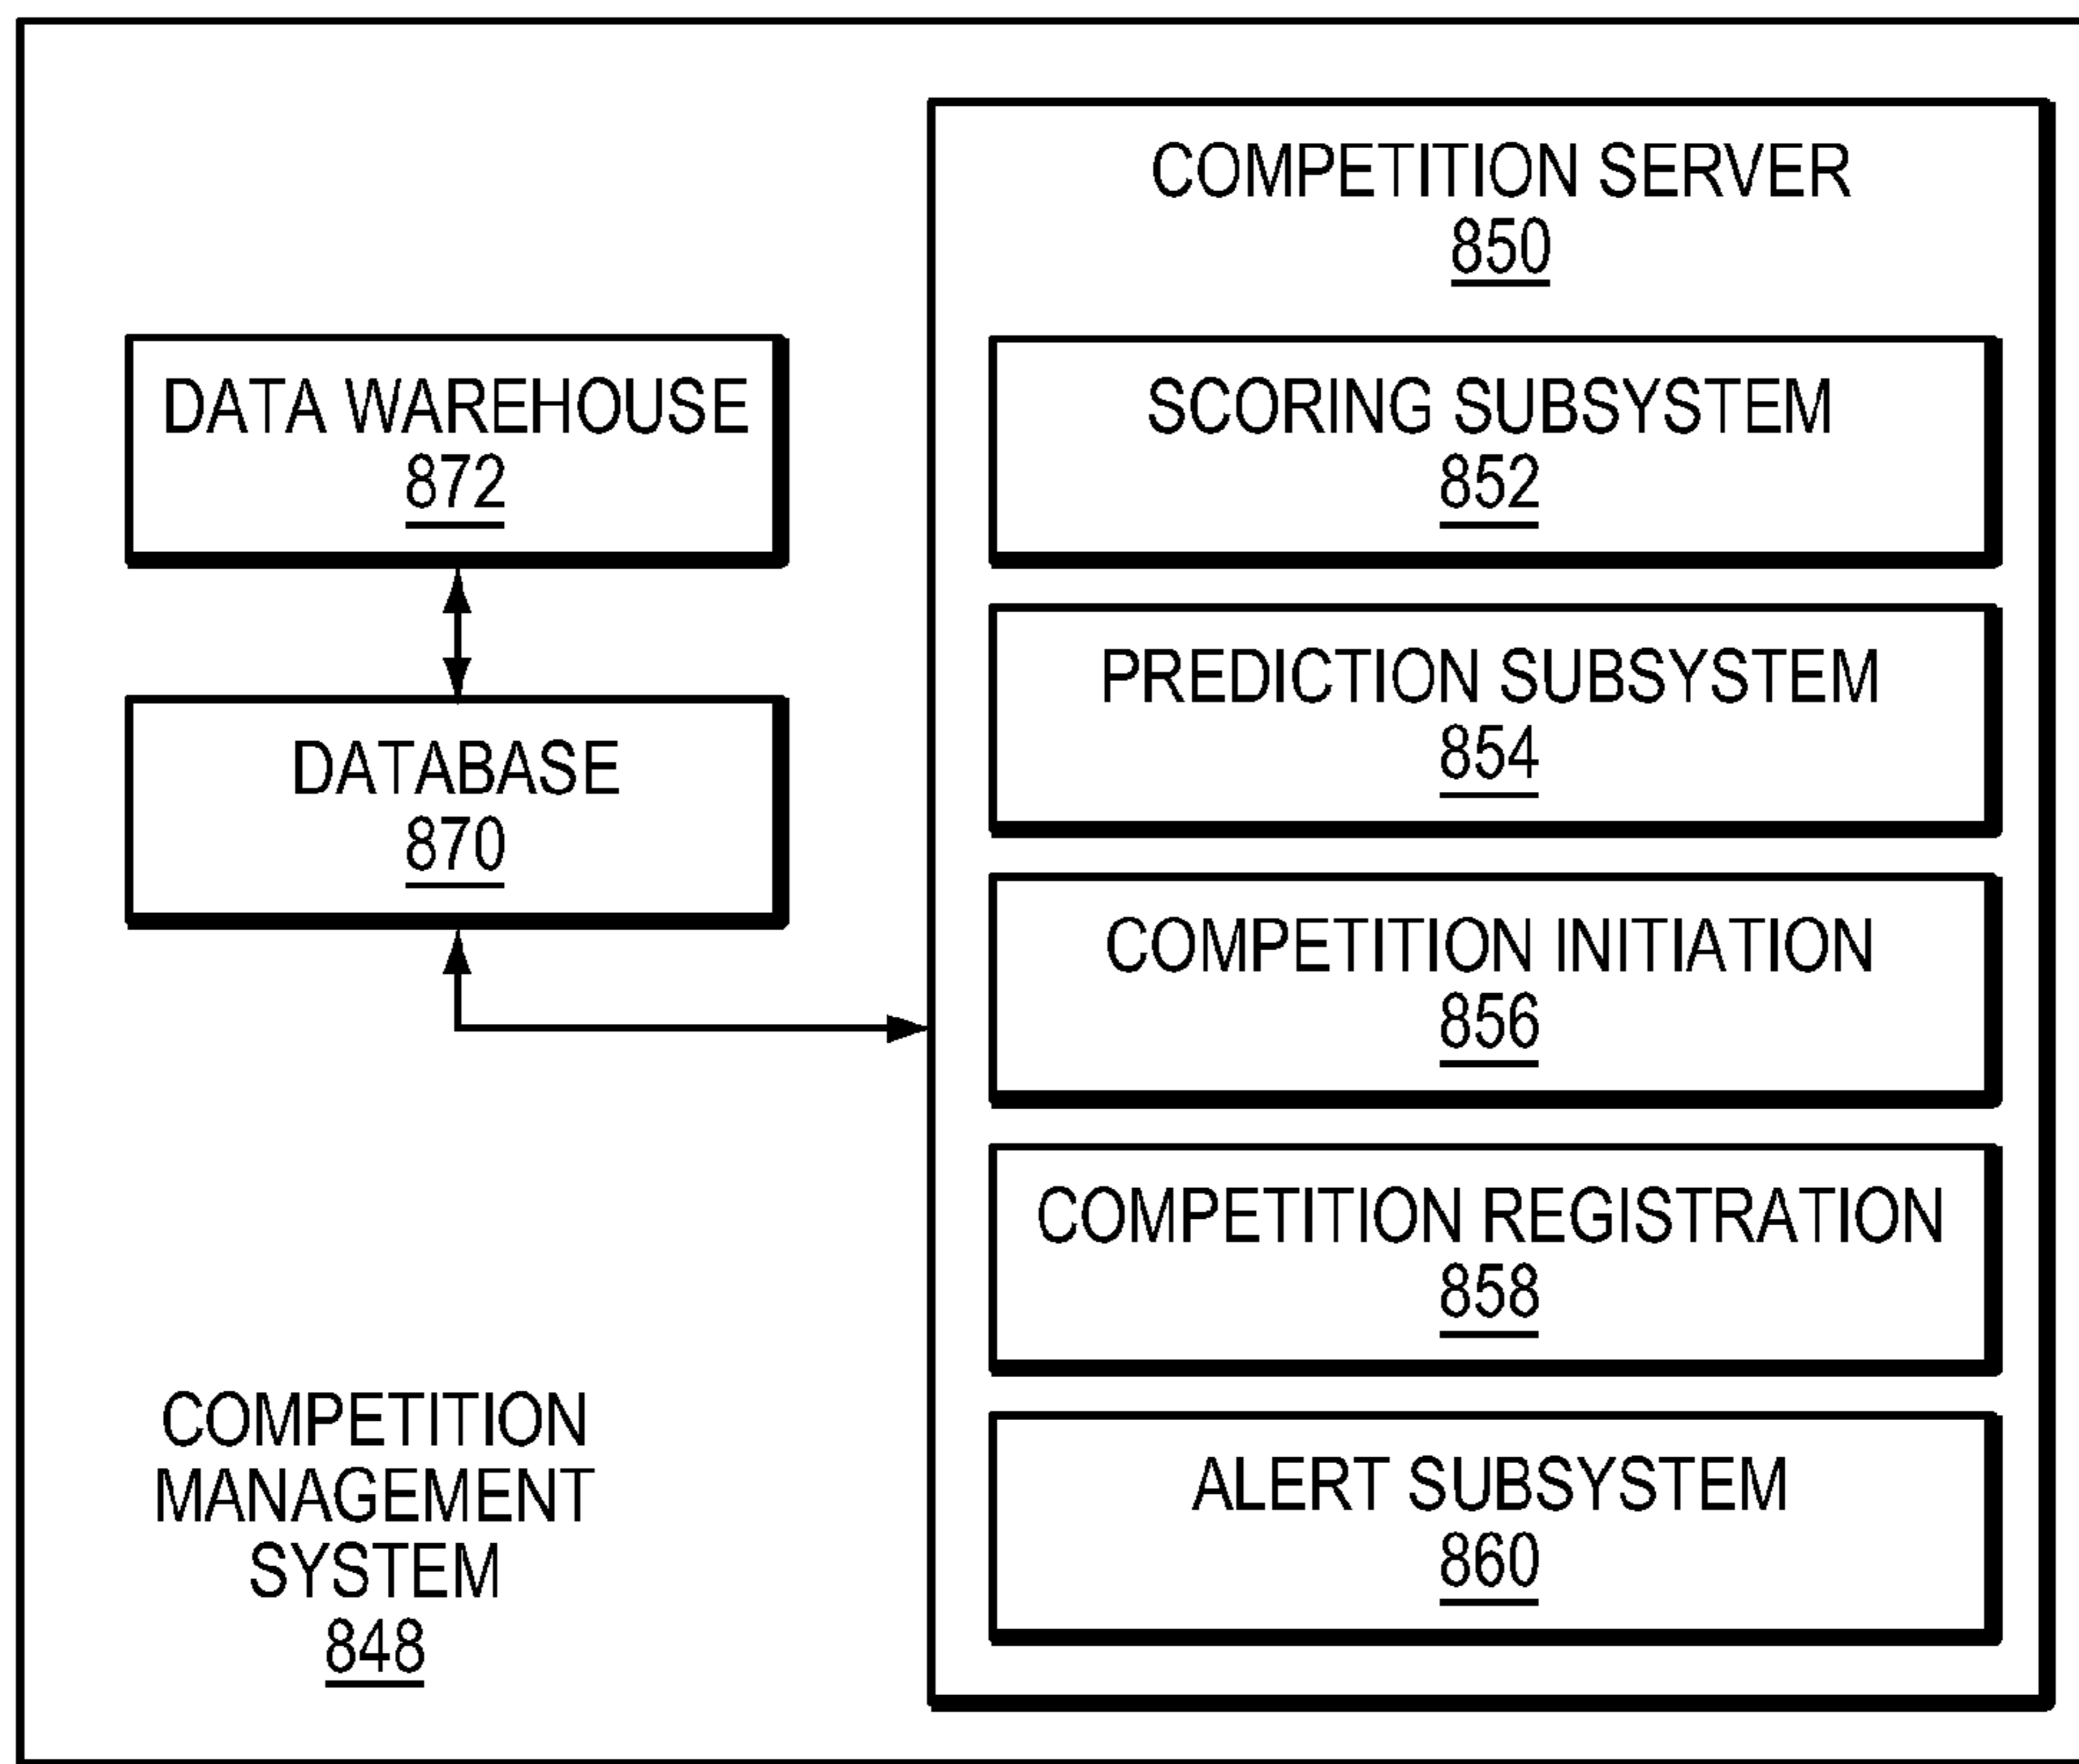 COMPETITION SERVER
850
DATA WAREHOUSE
872
DATABASE
870
SCORING SUBSYSTEM
852
PREDICTION SUBSYSTEM
854
COMPETITION INITIATION
856
COMPETITION REGISTRATION
858
ALERT SUBSYSTEM
860
COMPETITION
MANAGEMENT
SYSTEM
848